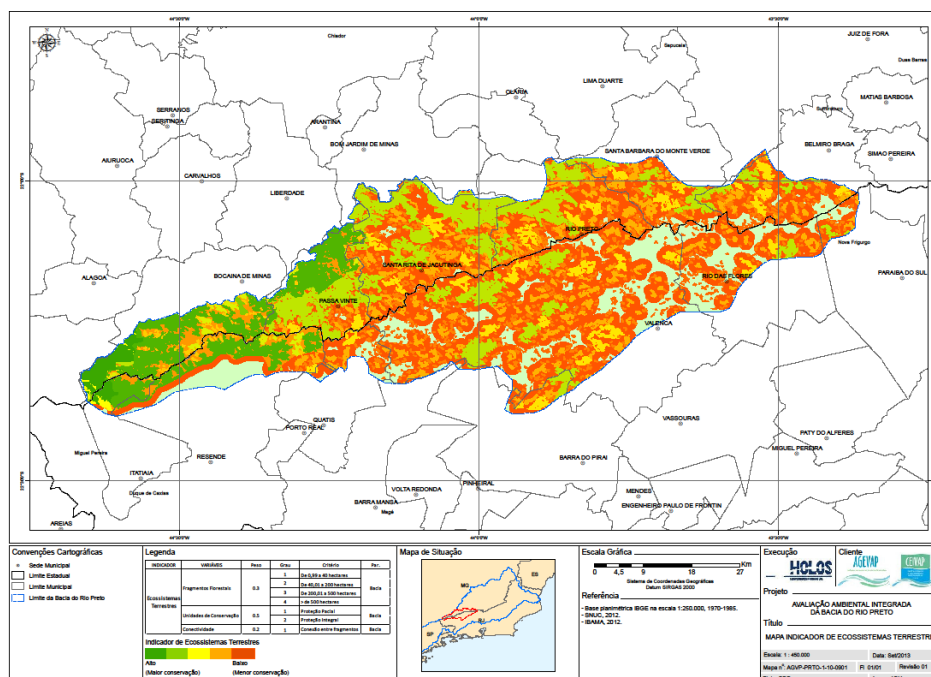 Chiador
JUIZ DE FORA
Sapucaia
Duas Barras
LIMA DUARTE
OLARIA
MATIAS BARBOSA
SERRANOS
SERITINGA
ARANTINA
BOM JARDIM DE MINAS
BELMIRO BRAGA
SANTA BARBARA DO MONTE VERDE
SIMAO PEREIRA
AIURUOCA
CARVALHOS
LIBERDADE
RIO PRETO
Nova Friburgo
SANTA RITA DE JACUTINGA
BOCAINA DE MINAS
RIO DAS FLORES
PARAIBA DO SUL
ALAGOA
PASSA VINTE
VALENCA
VASSOURAS
QUATIS
PORTO REAL
PATY DO ALFERES
MIGUEL PEREIRA
Miguel Pereira
RESENDE
BARRA DO PIRAI
ITATIAIA
Duque de Caxias
VOLTA REDONDA
PINHEIRAL
MENDES
BARRA MANSA
Magé
ENGENHEIRO PAULO DE FRONTIN
AREIAS
Convenções Cartográficas
Sede Municipal
Limite Estadual
Limite Municipal
Limite da Bacia do Rio Preto
Legenda
INDICADOR VARIÁVEIS Peso Grau Critério Par.
Ecossistemas Terrestres
Fragmentos Florestais 0.3 Bacia
1 De 0,99 a 40 hectares
2 De 40,01 a 200 hectares
3 De 200,01 a 500 hectares
4 > de 500 hectares
Unidades de Conservação 0.5 Bacia
1 Proteção Parcial
2 Proteção Integral
Conectividade 0.2 1 Conexão entre fragmentos Bacia
Indicador de Ecossistemas Terrestres
Alto Baixo
(Maior conservação) (Menor conservação)
Mapa de Situação
MG
ES
RJ
SP
Escala Gráfica
Km
0 4,5 9 18 27
Sistema de Coordenadas Geográficas
Datum SIRGAS 2000
Referência
- Base planimétrica IBGE na escala 1:250.000, 1970-1985.
- SNUC, 2012.
- IBAMA, 2012.
Execução
HOLOS
Cliente
AGEVAP
CEIVAP
Projeto
AVALIAÇÃO AMBIENTAL INTEGRADA
DA BACIA DO RIO PRETO
Título
MAPA INDICADOR DE ECOSSISTEMAS TERRESTRE
Escala: 1 : 450.000 Data: Set/2013
Mapa nº: AGVP-PRTO-1-10-0901 Fl 01/01 Revisão 01